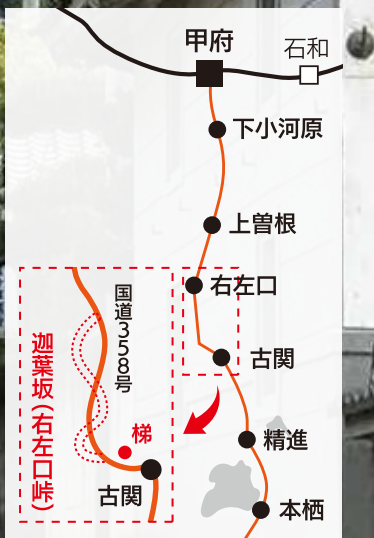 甲府
石和
下小河原
上曽根
右左口
古関
精進
本栖
国道358号
迦葉坂(右左口峠)
梯
古関